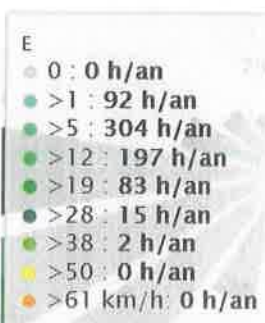 E
0 : 0 h/an
>1 : 92 h/an
>5 : 304 h/an
>12 : 197 h/an
>19 : 83 h/an
>28 : 15 h/an
>38 : 2 h/an
>50 : 0 h/an
>61 km/h: 0 h/an